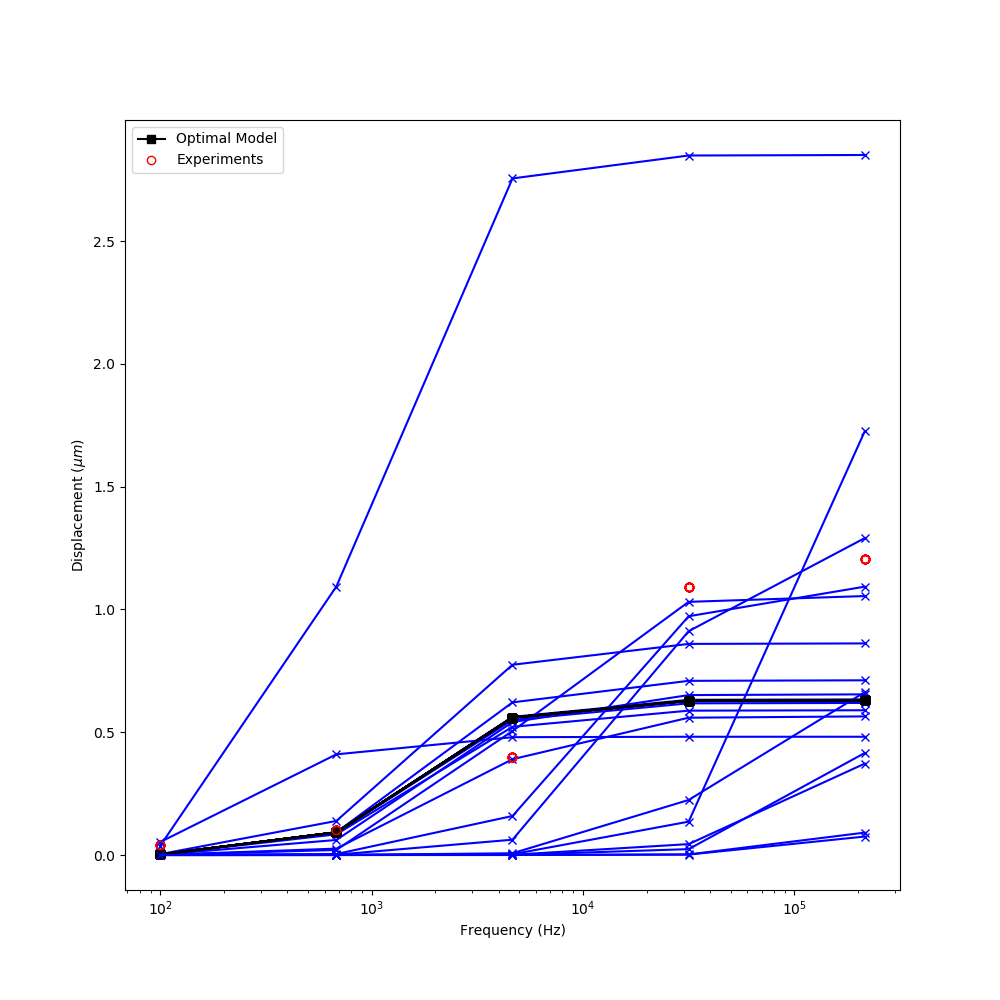 Optimal Model
Experiments
2.5
2.0
1.5
1.0
0.5
0.0
Displacement (μm)
10²
10³
10⁴
10⁵
Frequency (Hz)